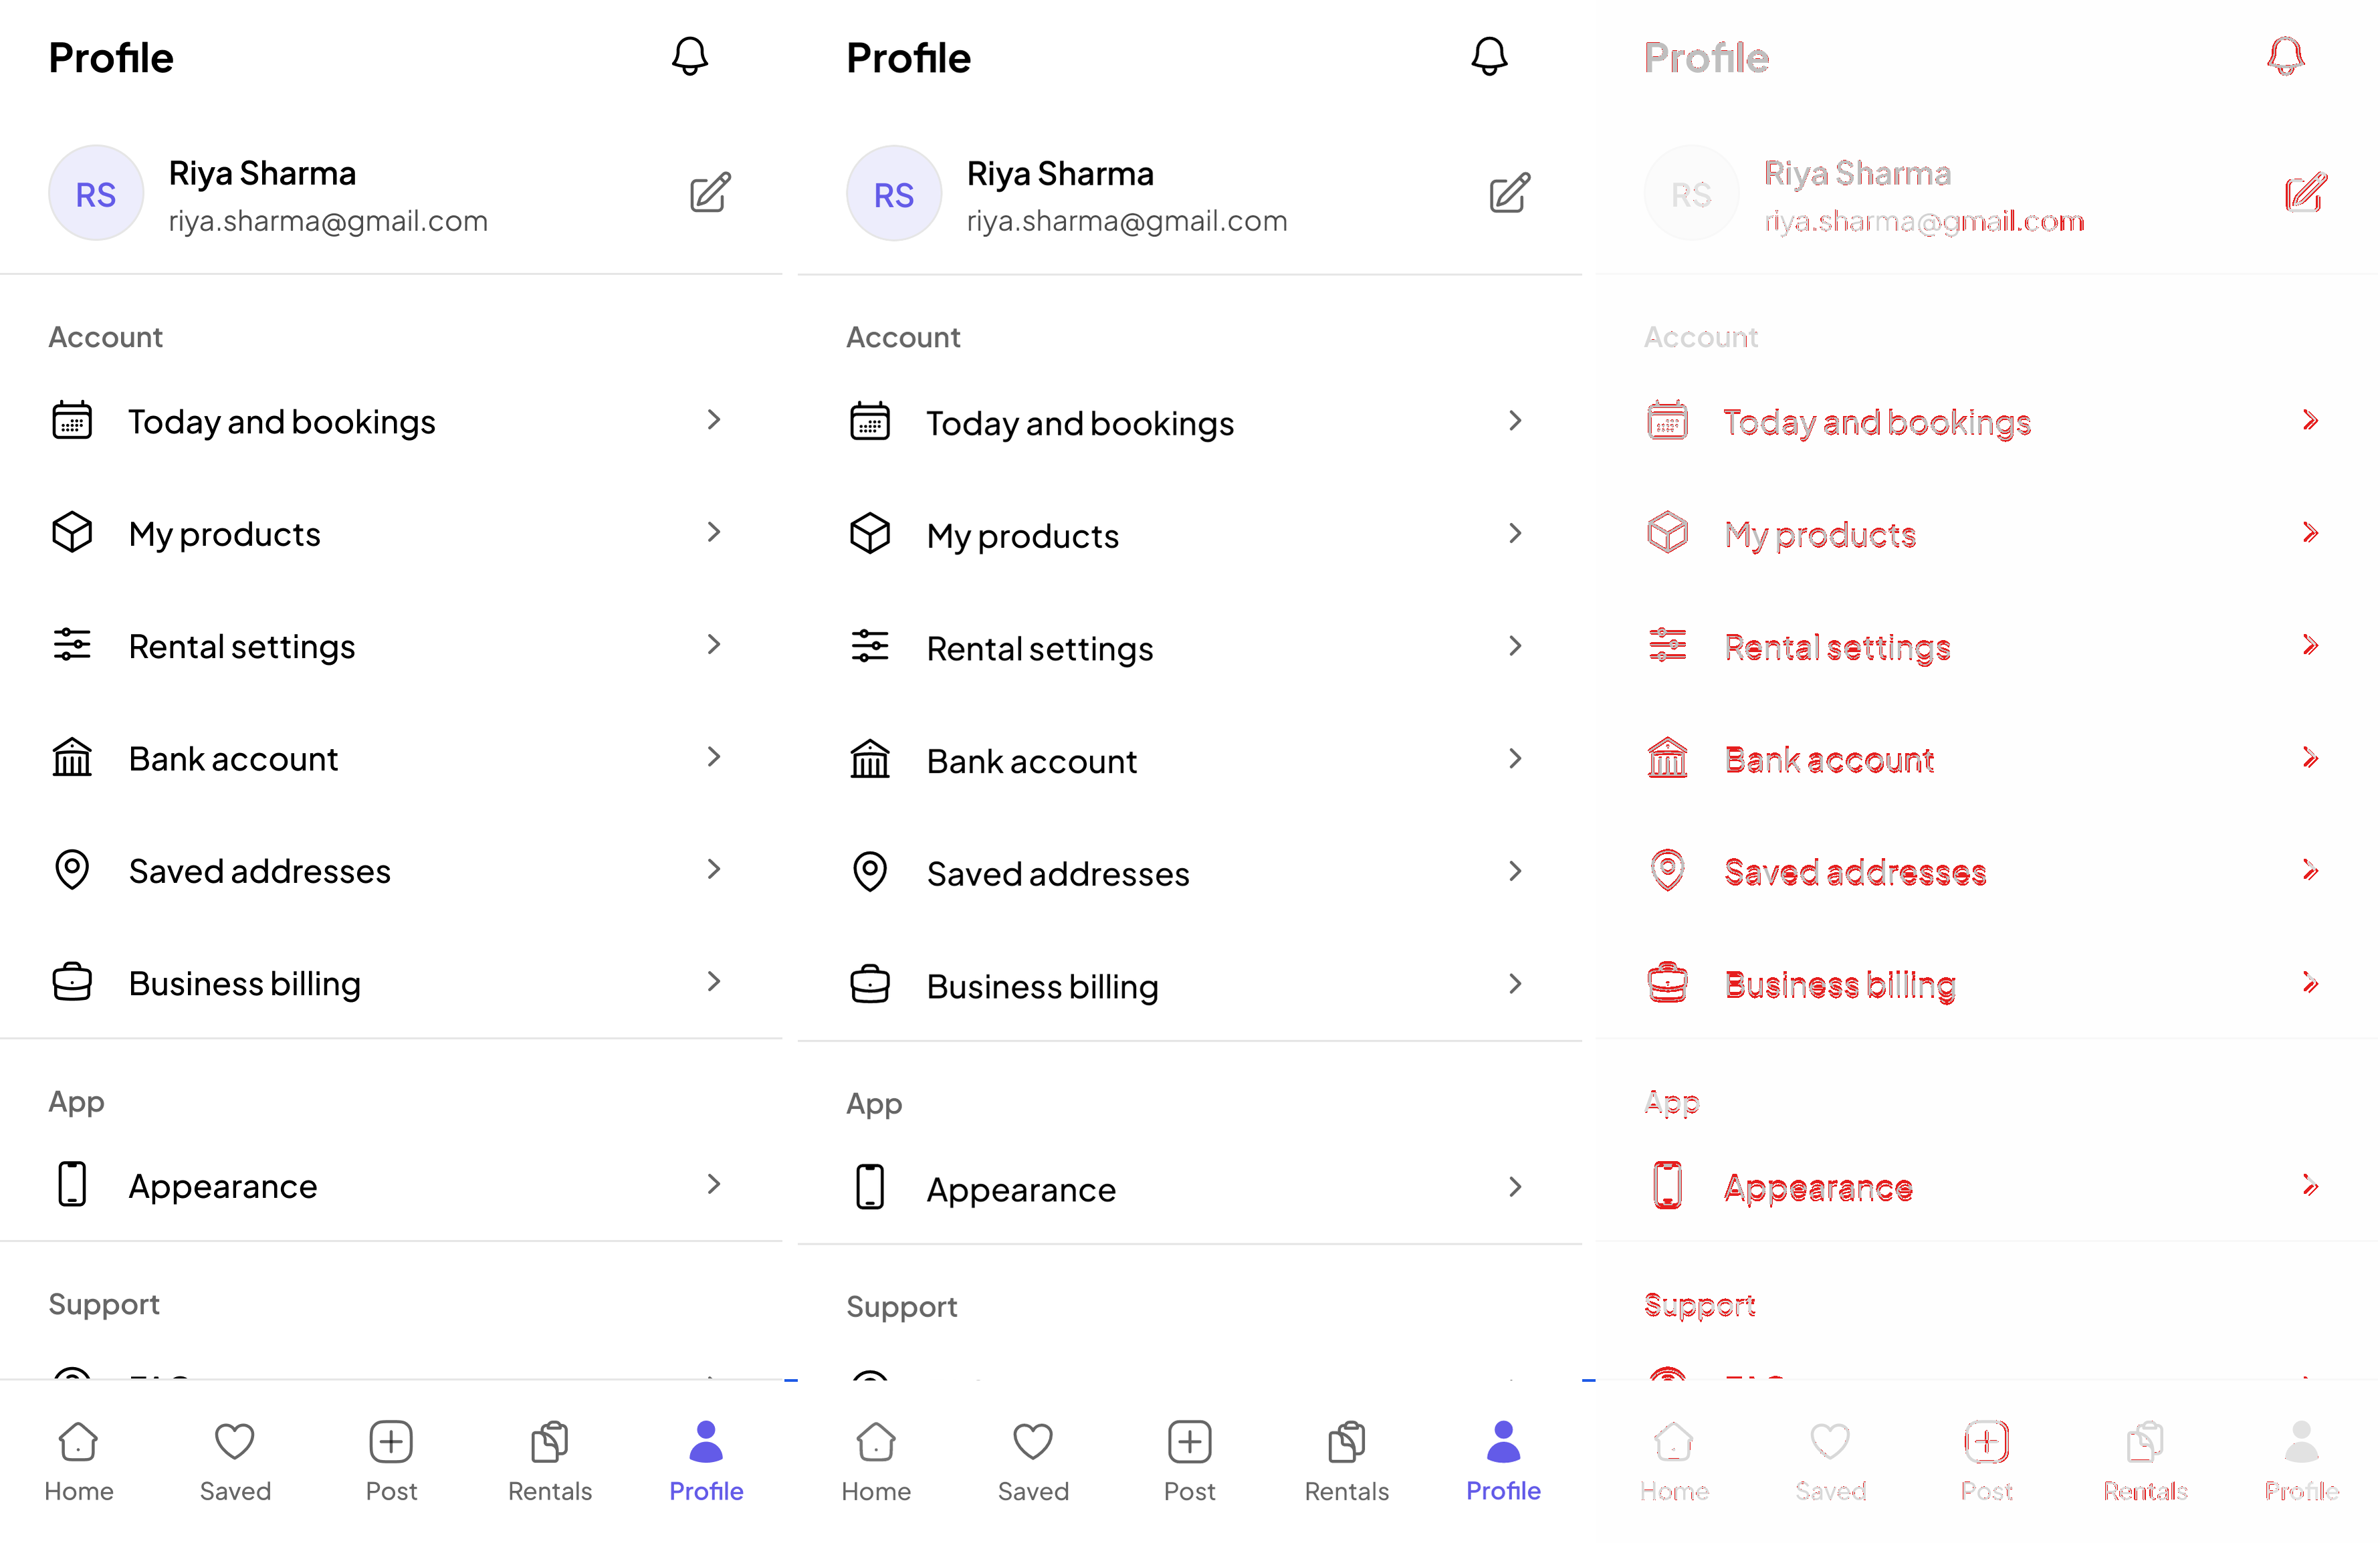 Profile
RS
Riya Sharma
riya.sharma@gmail.com
Account
Today and bookings
My products
Rental settings
Bank account
Saved addresses
Business billing
App
Appearance
Support
Home
Saved
Post
Rentals
Profile
Profile
RS
Riya Sharma
riya.sharma@gmail.com
Account
Today and bookings
My products
Rental settings
Bank account
Saved addresses
Business billing
App
Appearance
Support
Home
Saved
Post
Rentals
Profile
Profile
RS
Riya Sharma
riya.sharma@gmail.com
Account
Today and bookings
My products
Rental settings
Bank account
Saved addresses
Business billing
App
Appearance
Support
Home
Saved
Post
Rentals
Profile